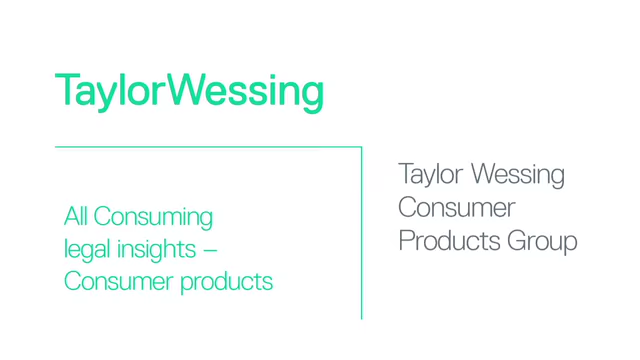 TaylorWessing
All Consuming
legal insights –
Consumer products
Taylor Wessing
Consumer
Products Group